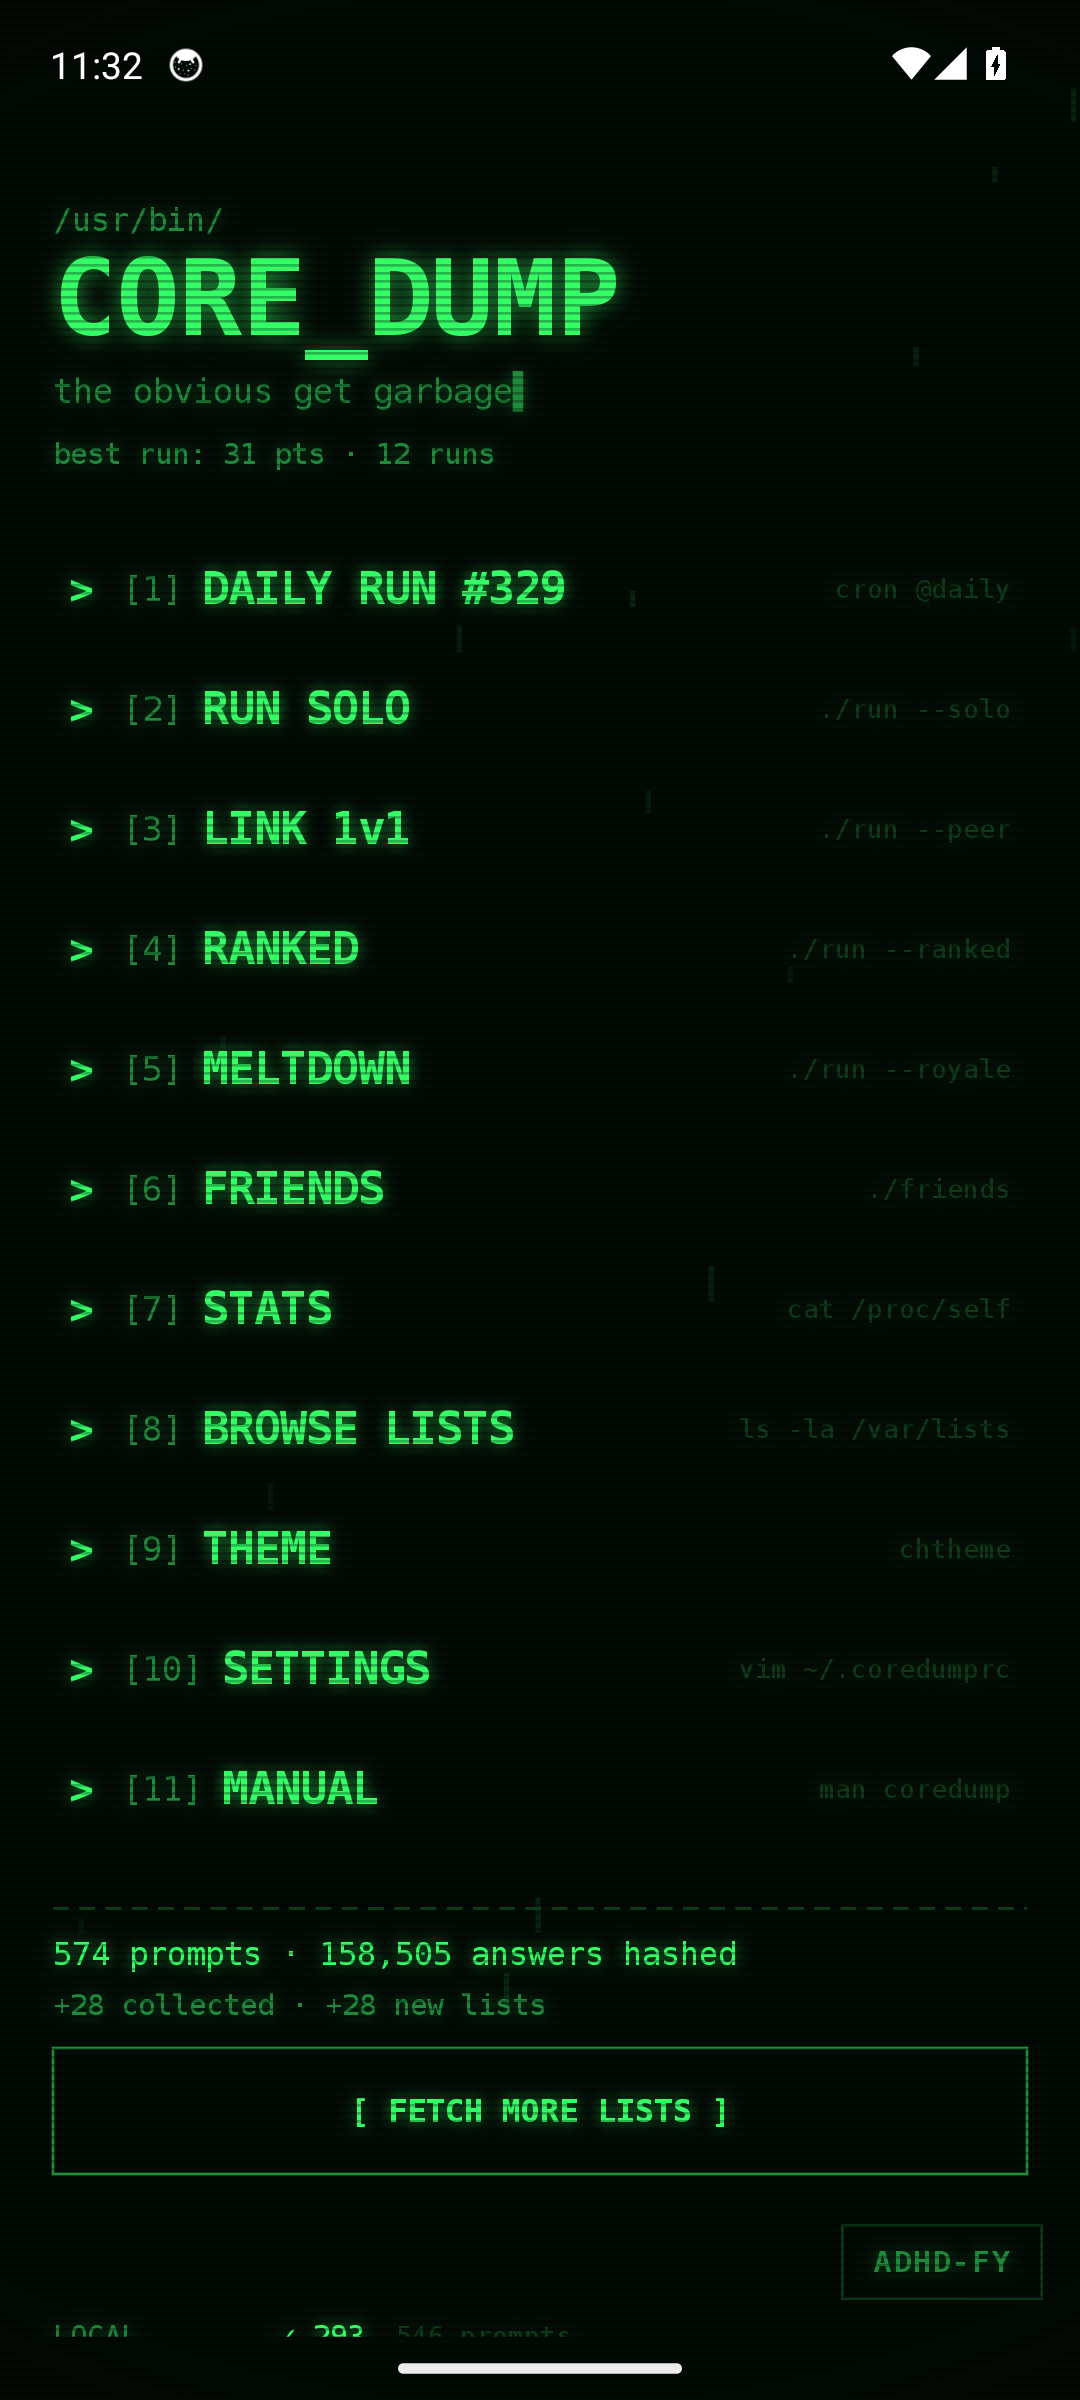 11:32
/usr/bin/
CORE_DUMP
the obvious get garbage
best run: 31 pts · 12 runs
> [1] DAILY RUN #329 cron @daily
> [2] RUN SOLO ./run --solo
> [3] LINK 1v1 ./run --peer
> [4] RANKED ./run --ranked
> [5] MELTDOWN ./run --royale
> [6] FRIENDS ./friends
> [7] STATS cat /proc/self
> [8] BROWSE LISTS ls -la /var/lists
> [9] THEME chtheme
> [10] SETTINGS vim ~/.coredumprc
> [11] MANUAL man coredump
574 prompts · 158,505 answers hashed
+28 collected · +28 new lists
[ FETCH MORE LISTS ]
ADHD-FY
LOCAL ✓ 293 546 prompts